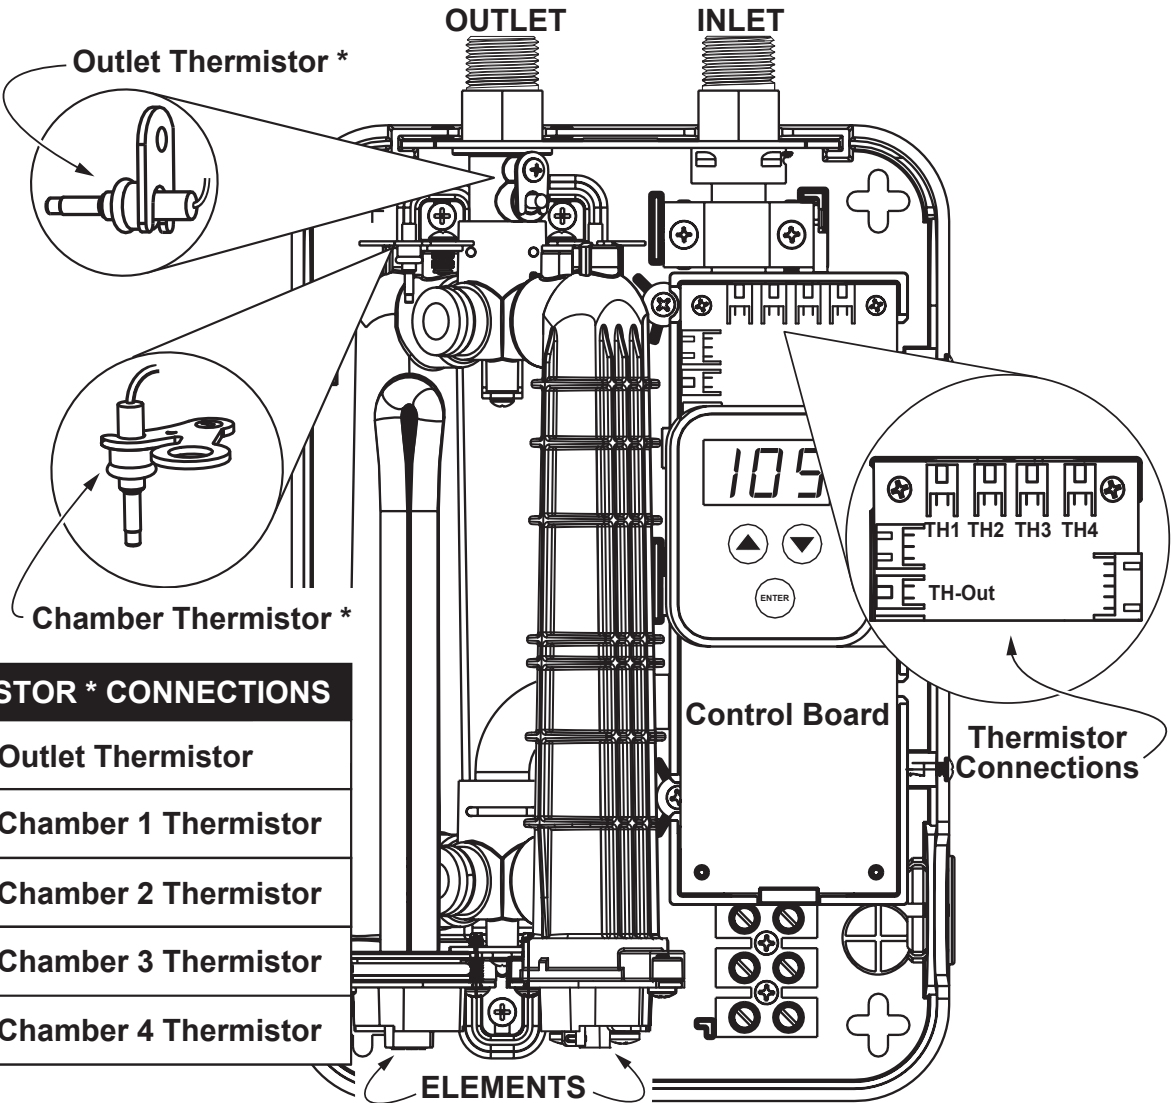 OUTLET
INLET
Outlet Thermistor *
105
ENTER
TH1 TH2 TH3 TH4
TH-Out
Chamber Thermistor *
CONNECTIONS
Outlet Thermistor
Chamber 1 Thermistor
Chamber 2 Thermistor
Chamber 3 Thermistor
Chamber 4 Thermistor
Control Board
Thermistor
Connections
ELEMENTS